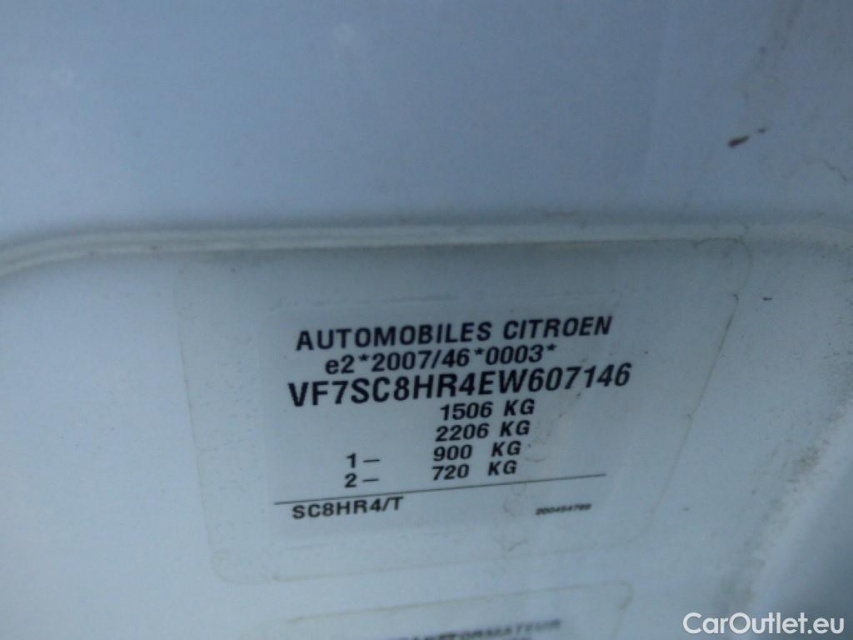 AUTOMOBILES CITROEN
e2*2007/46*0003*
VF7SC8HR4EW607146
1506 KG
2206 KG
1— 900 KG
2— 720 KG
SC8HR4/T
CarOutlet.eu